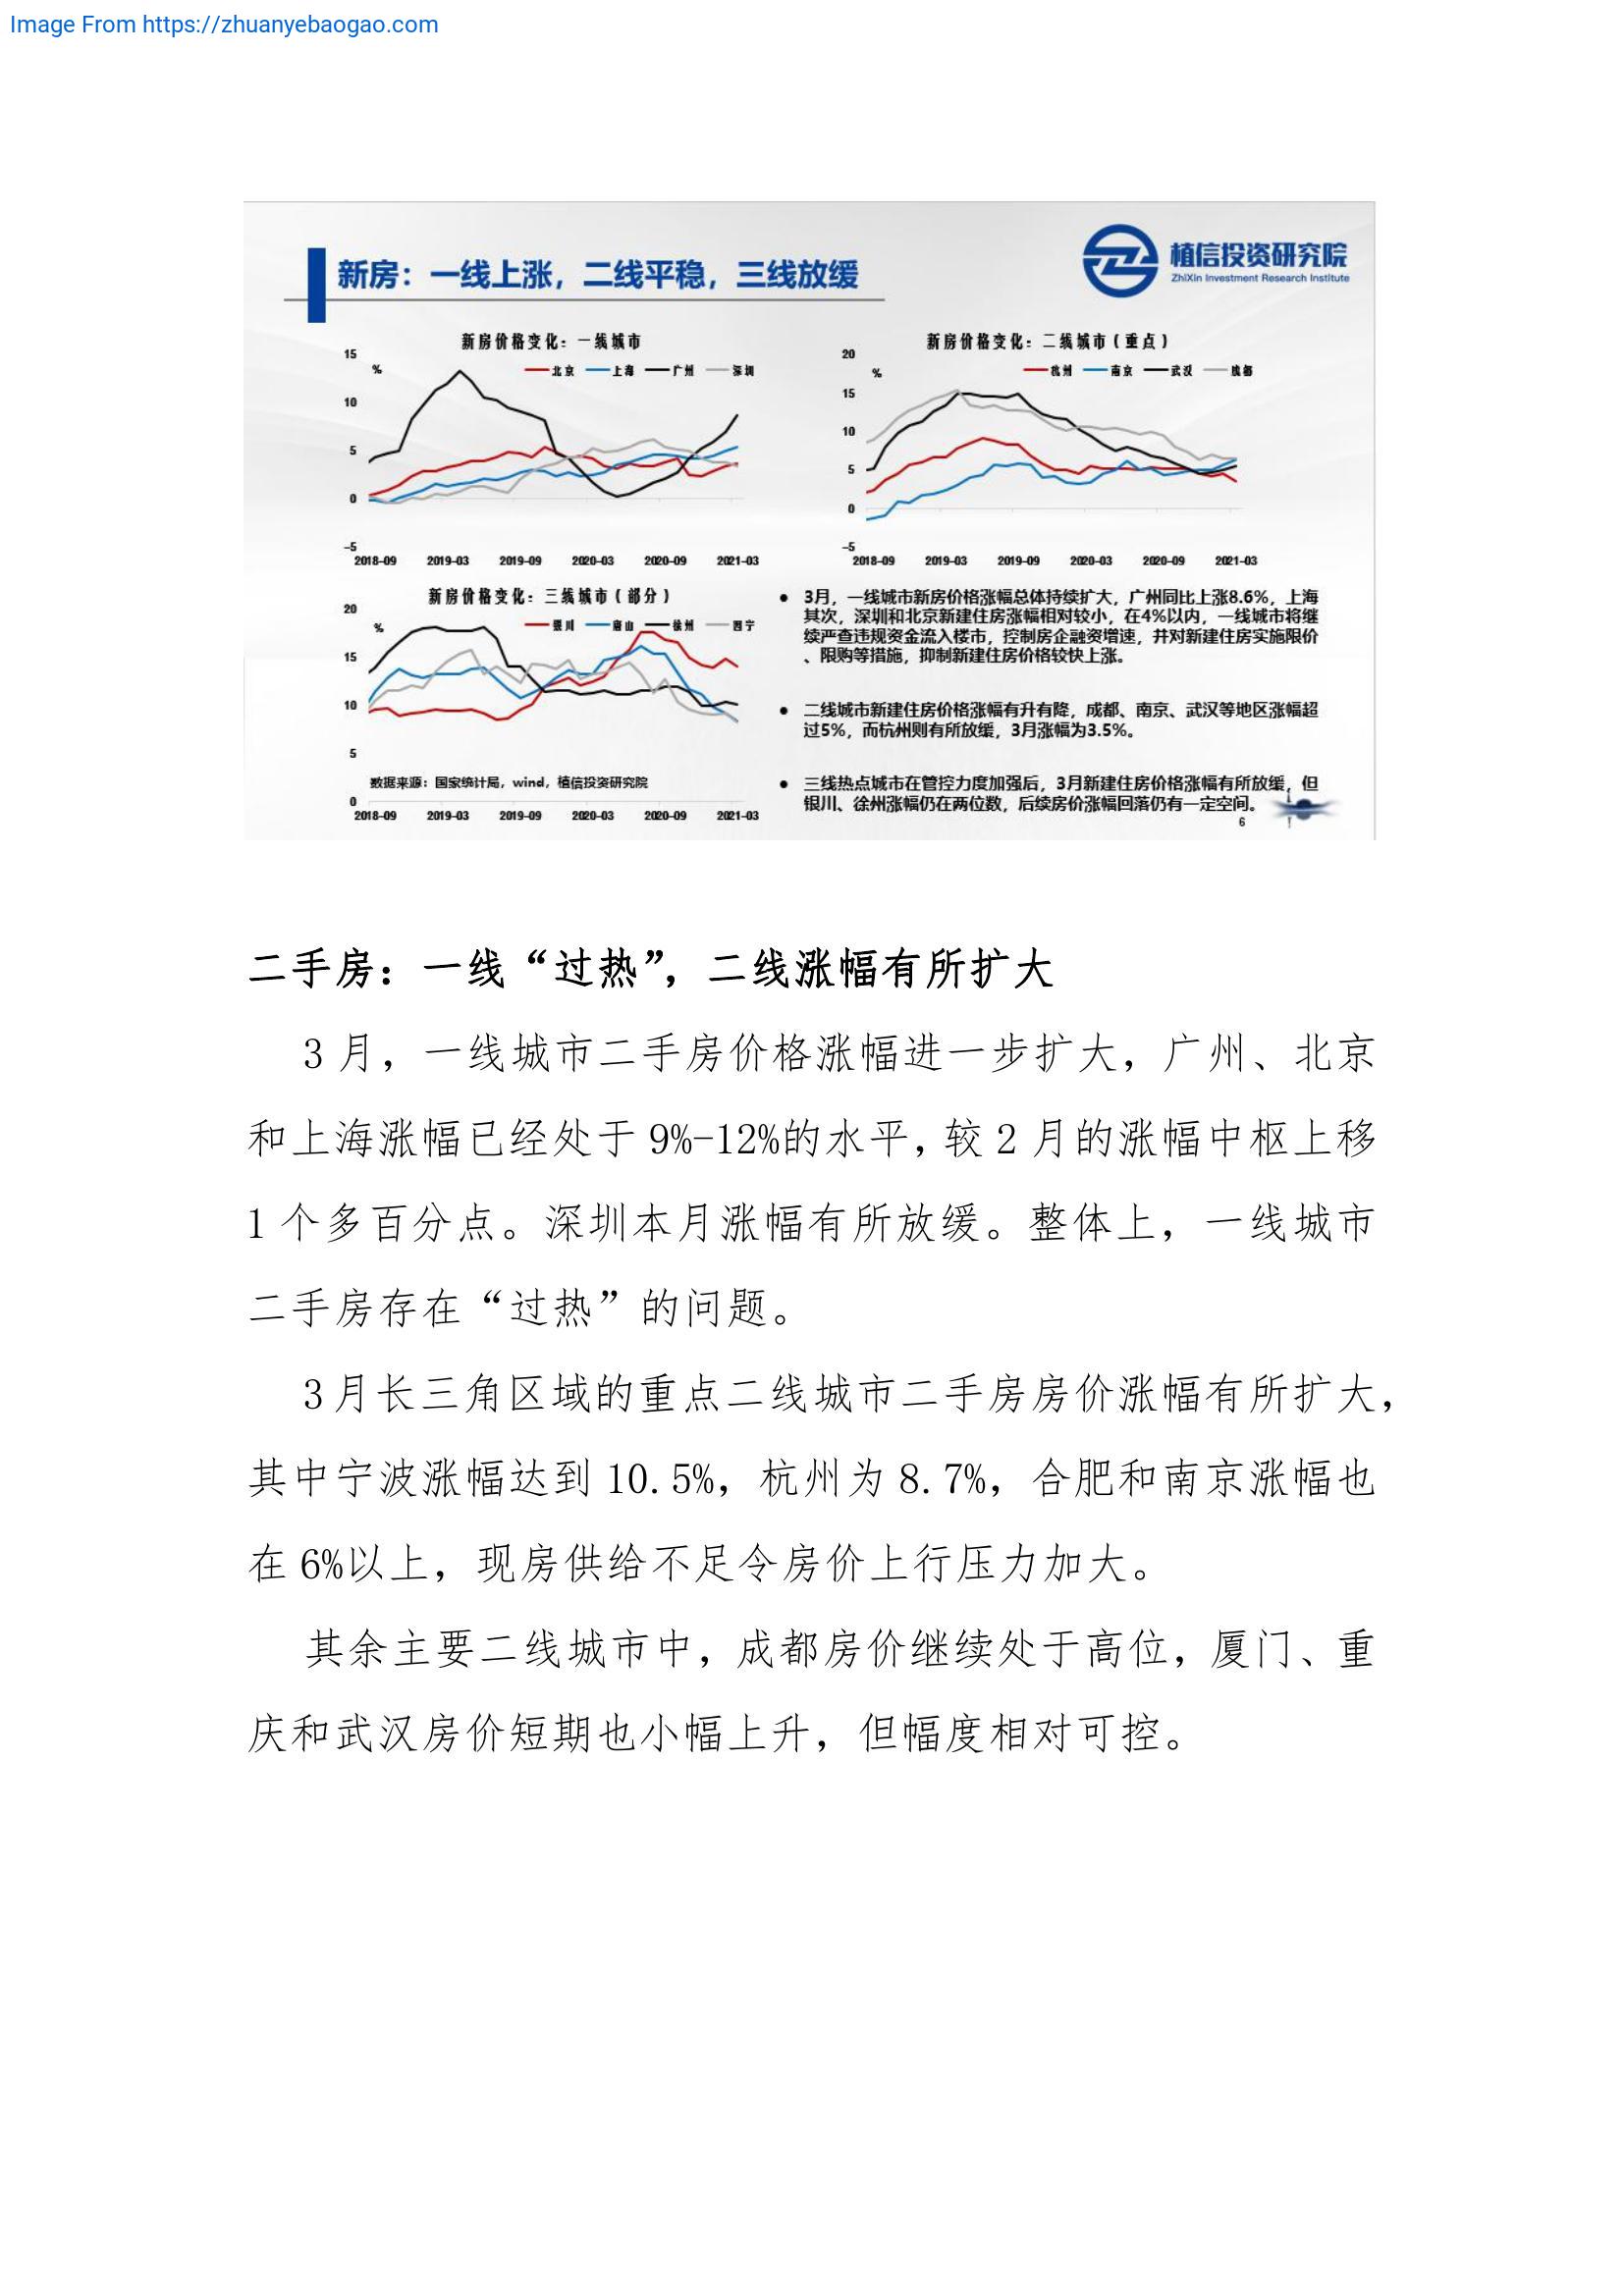 Image From https://zhuanyebaogao.com
植信投资研究院
ZhiXin Investment Research Institute
新房：一线上涨，二线平稳，三线放缓
新房价格变化：一线城市
%
北京 上海 广州 深圳
15
10
5
0
-5
2018-09 2019-03 2019-09 2020-03 2020-09 2021-03
新房价格变化：二线城市（重点）
%
杭州 南京 武汉 成都
20
15
10
5
0
-5
2018-09 2019-03 2019-09 2020-03 2020-09 2021-03
新房价格变化：三线城市（部分）
%
银川 唐山 徐州 西宁
20
15
10
5
0
数据来源：国家统计局，wind，植信投资研究院
2018-09 2019-03 2019-09 2020-03 2020-09 2021-03
● 3月，一线城市新房价格涨幅总体持续扩大，广州同比上涨8.6%，上海
其次，深圳和北京新建住房涨幅相对较小，在4%以内，一线城市将继
续严查违规资金流入楼市，控制房企融资增速，并对新建住房实施限价
、限购等措施，抑制新建住房价格较快上涨。
● 二线城市新建住房价格涨幅有升有降，成都、南京、武汉等地区涨幅超
过5%，而杭州则有所放缓，3月涨幅为3.5%。
● 三线热点城市在管控力度加强后，3月新建住房价格涨幅有所放缓，但
银川、徐州涨幅仍在两位数，后续房价涨幅回落仍有一定空间。
6
二手房：一线“过热”，二线涨幅有所扩大
3 月，一线城市二手房价格涨幅进一步扩大，广州、北京
和上海涨幅已经处于 9%-12%的水平，较 2 月的涨幅中枢上移
1 个多百分点。深圳本月涨幅有所放缓。整体上，一线城市
二手房存在“过热”的问题。
3 月长三角区域的重点二线城市二手房房价涨幅有所扩大，
其中宁波涨幅达到 10.5%，杭州为 8.7%，合肥和南京涨幅也
在 6%以上，现房供给不足令房价上行压力加大。
其余主要二线城市中，成都房价继续处于高位，厦门、重
庆和武汉房价短期也小幅上升，但幅度相对可控。